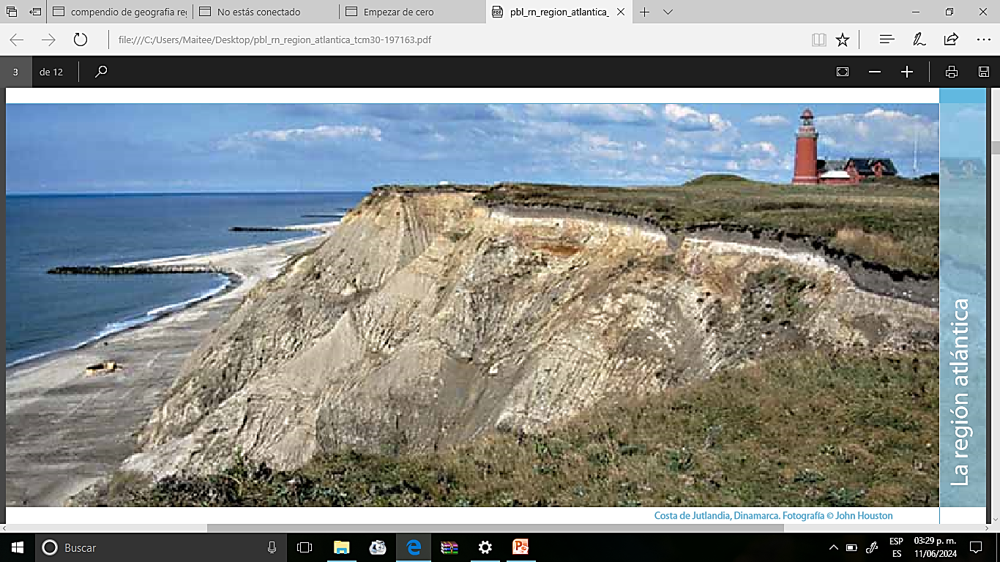 compendio de geografia reg
No estás conectado
Empezar de cero
pbl_rn_region_atlantica_
file:///C:/Users/Maitee/Desktop/pbl_rn_region_atlantica_tcm30-197163.pdf
3 de 12
La región atlántica
Costa de Jutlandia, Dinamarca. Fotografía © John Houston
Buscar
ESP 03:29 p. m.
ES 11/06/2024